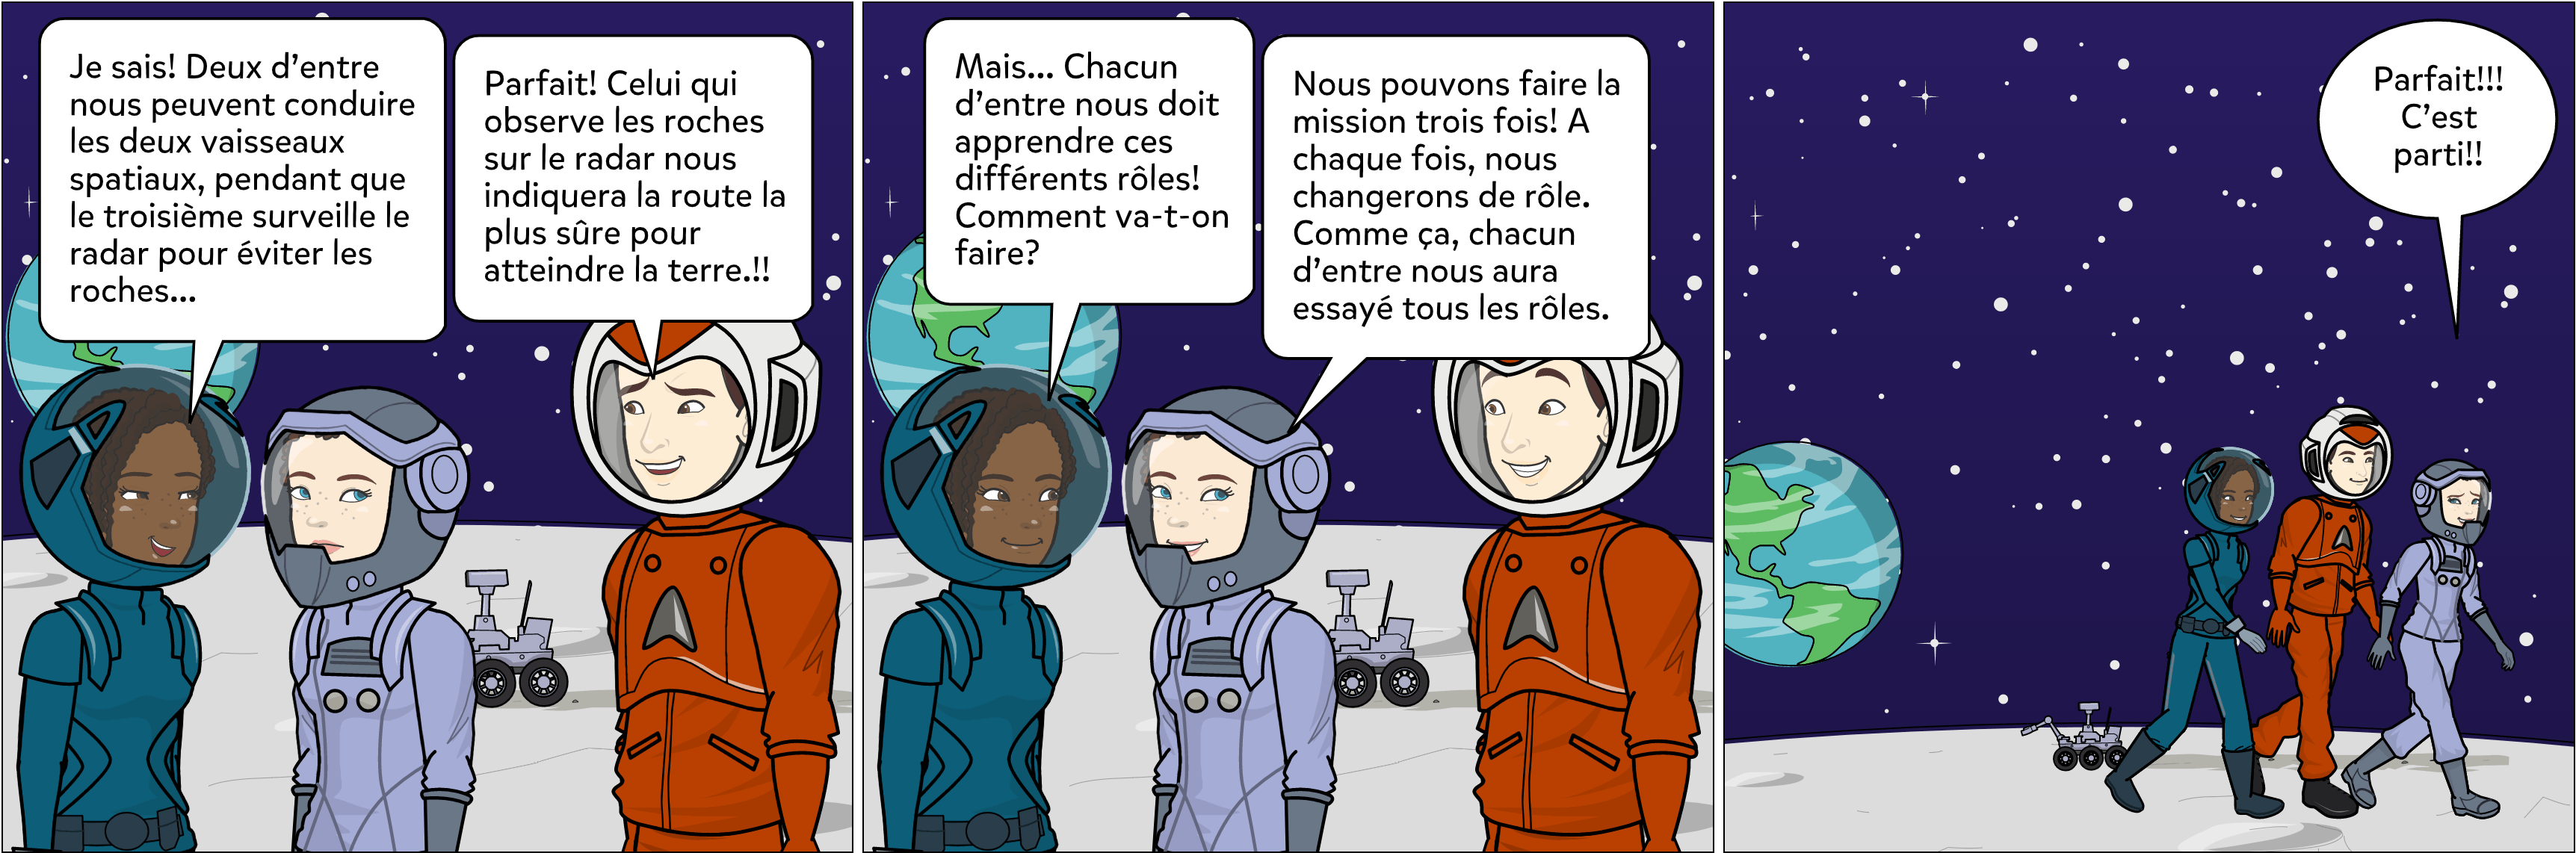 Je sais! Deux d'entre
nous peuvent conduire
les deux vaisseaux
spatiaux, pendant que
le troisième surveille le
radar pour éviter les
roches...
Parfait! Celui qui
observe les roches
sur le radar nous
indiquera la route la
plus sûre pour
atteindre la terre.!!
Mais... Chacun
d'entre nous doit
apprendre ces
différents rôles!
Comment va-t-on
faire?
Nous pouvons faire la
mission trois fois! A
chaque fois, nous
changerons de rôle.
Comme ça, chacun
d'entre nous aura
essayé tous les rôles.
Parfait!!!
C'est
parti!!